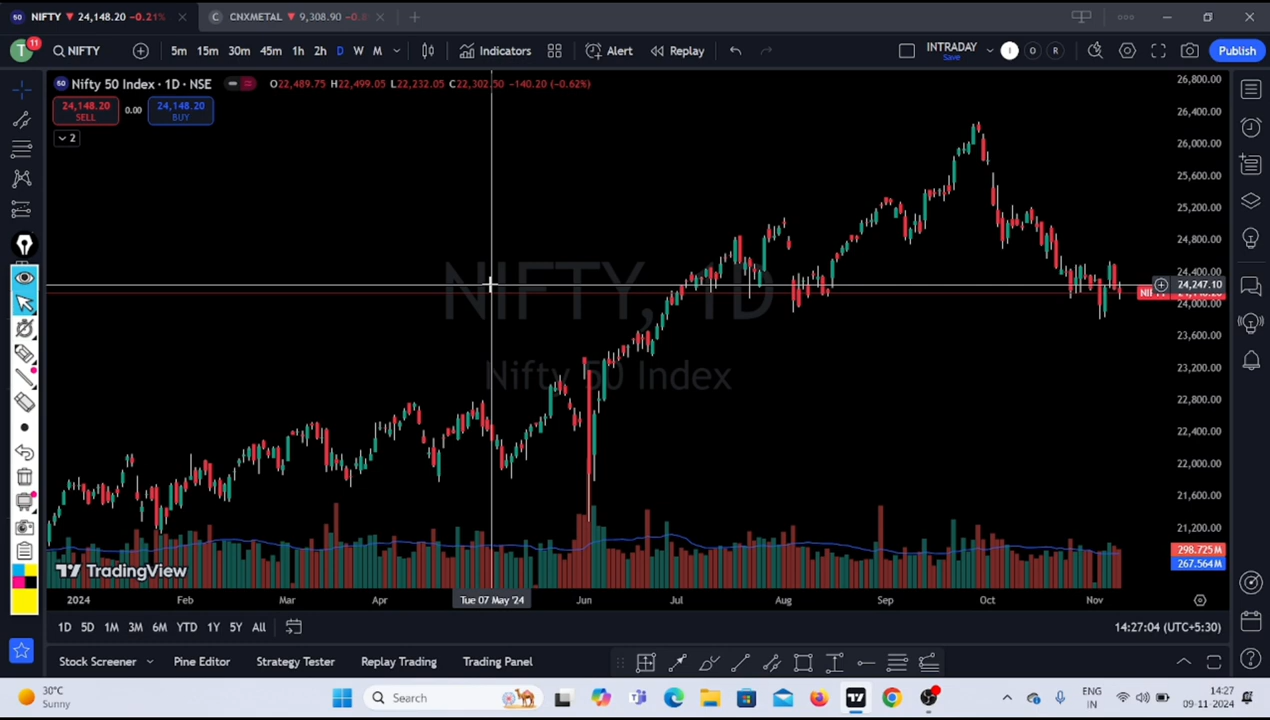 NIFTY ▼ 24,148.20 −0.21%
CNXMETAL ▼ 9,308.90 −0.8
T 11 NIFTY 5m 15m 30m 45m 1h 2h D W M Indicators Alert Replay INTRADAY Save I O R Publish
50 Nifty 50 Index · 1D · NSE O22,489.75 H22,499.05 L22,232.05 C22,302.50 −140.20 (−0.62%)
24,148.20 SELL
0.00
24,148.20 BUY
2
NIFTY, 1D
Nifty 50 Index
26,800.00
26,400.00
26,000.00
25,600.00
25,200.00
24,800.00
24,400.00
24,247.10
24,000.00
23,600.00
23,200.00
22,800.00
22,400.00
22,000.00
21,600.00
21,200.00
298.725M
267.564M
TradingView
2024 Feb Mar Apr Tue 07 May '24 Jun Jul Aug Sep Oct Nov
1D 5D 1M 3M 6M YTD 1Y 5Y All 14:27:04 (UTC+5:30)
Stock Screener Pine Editor Strategy Tester Replay Trading Trading Panel
30°C
Sunny
Search
ENG
IN
14:27
09-11-2024